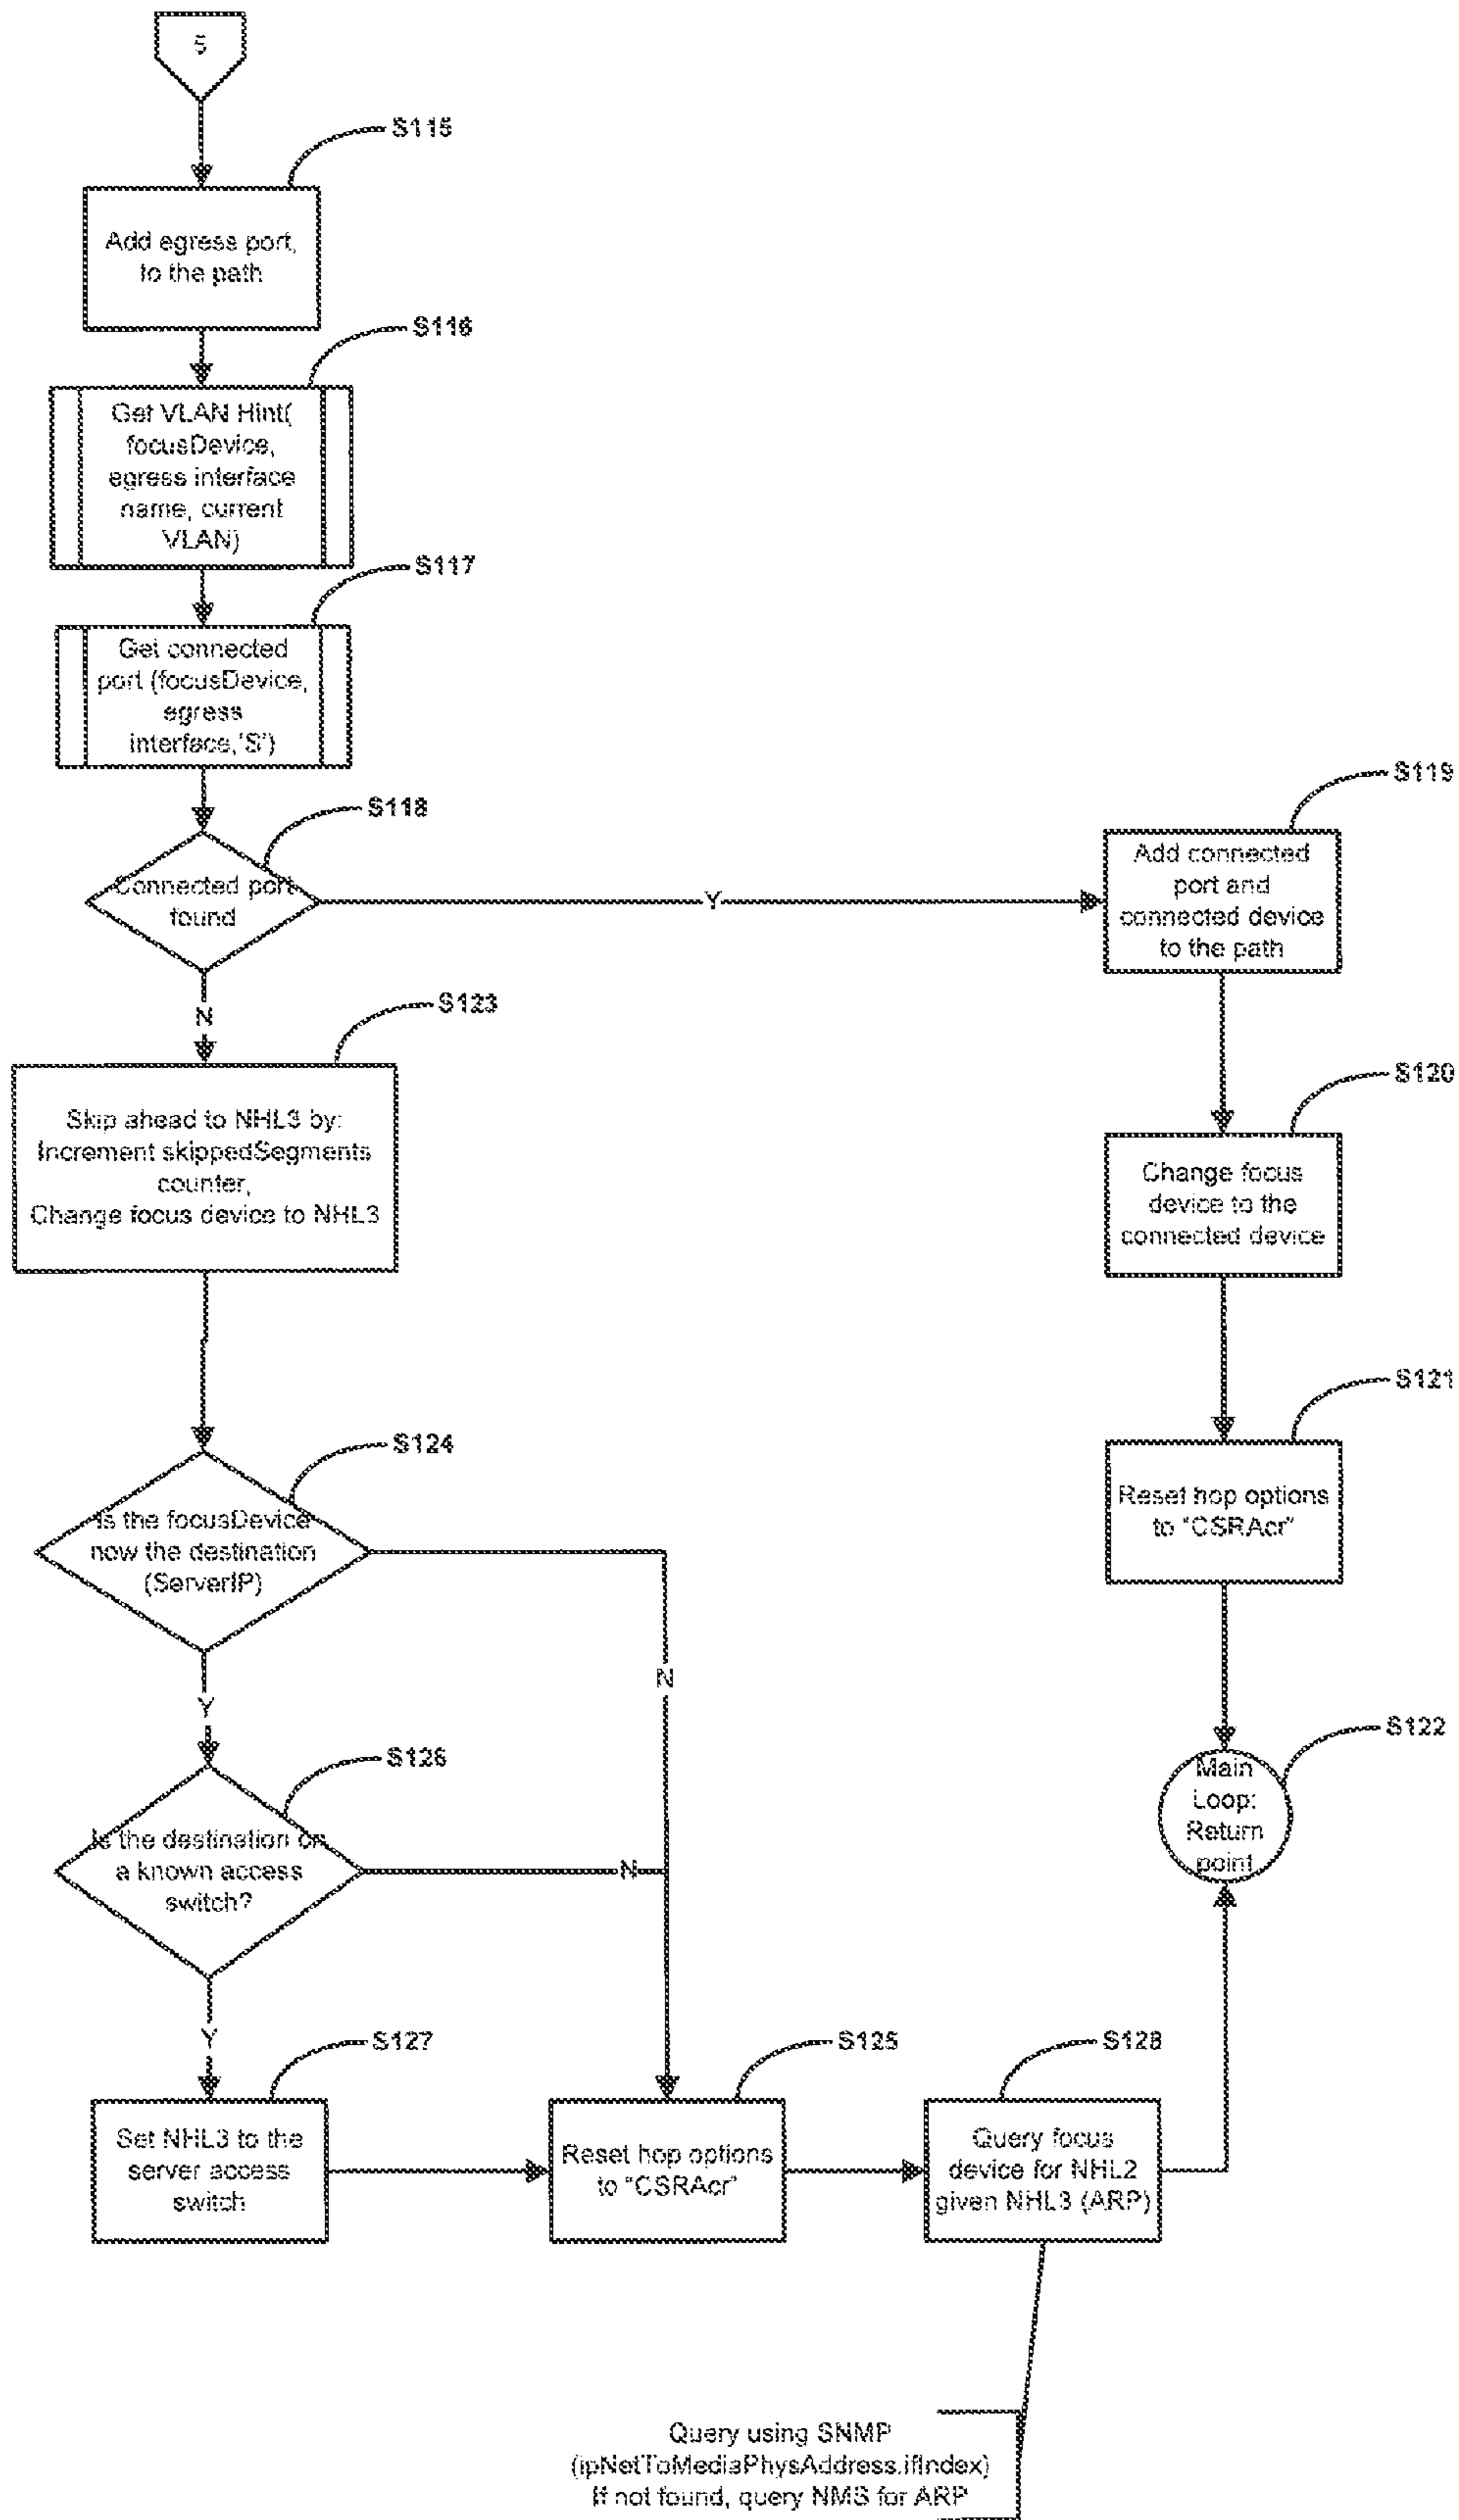 5
S115
Add egress port,
to the path
S116
Get VLAN Hint(
focusDevice,
egress interface
name, current
VLAN)
S117
Get connected
port (focusDevice,
egress
interface,'S')
S118
Connected port
found
Y
S119
Add connected
port and
connected device
to the path
N
S123
Skip ahead to NHL3 by:
Increment skippedSegments
counter,
Change focus device to NHL3
S120
Change focus
device to the
connected device
S121
Reset hop options
to "CSRAcr"
S124
Is the focusDevice
now the destination
(ServerIP)
N
Y
S122
Main
Loop:
Return
point
S126
Is the destination on
a known access
switch?
N
Y
S127
Set NHL3 to the
server access
switch
S125
Reset hop options
to "CSRAcr"
S128
Query focus
device for NHL2
given NHL3 (ARP)
Query using SNMP
(ipNetToMediaPhysAddress.ifIndex)
If not found, query NMS for ARP